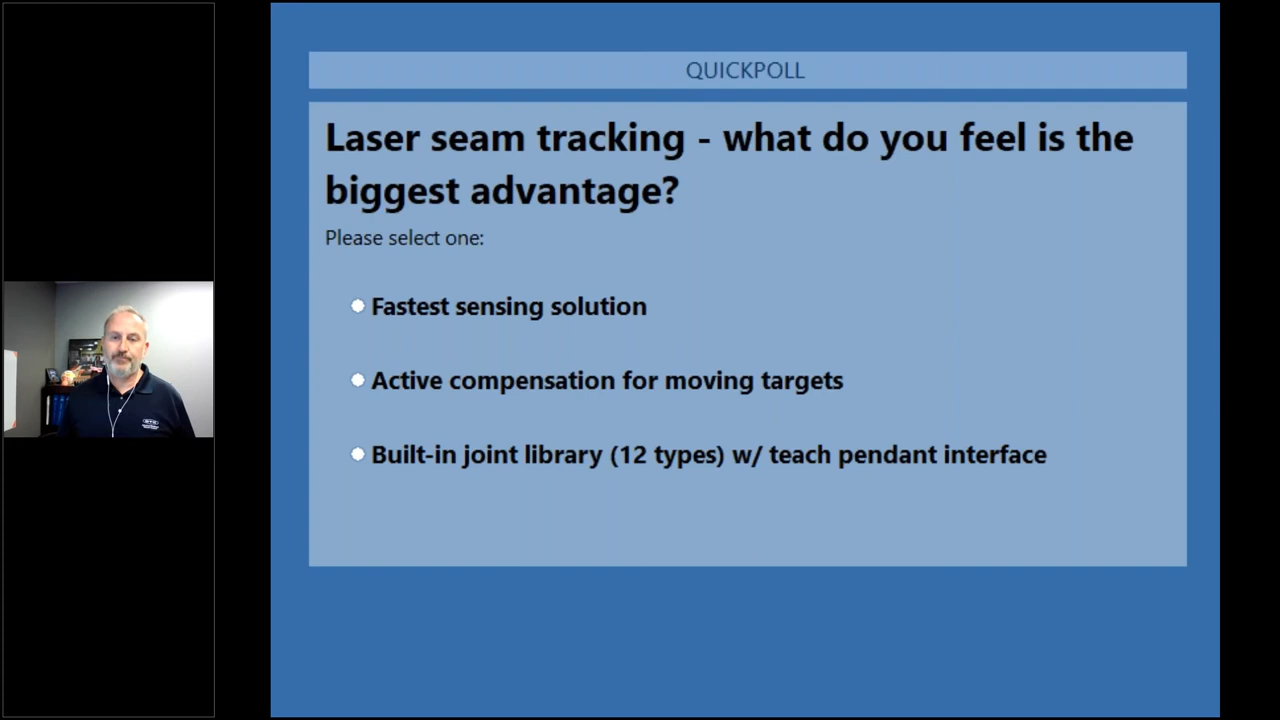 QUICKPOLL
Laser seam tracking - what do you feel is the
biggest advantage?
Please select one:
Fastest sensing solution
Active compensation for moving targets
Built-in joint library (12 types) w/ teach pendant interface